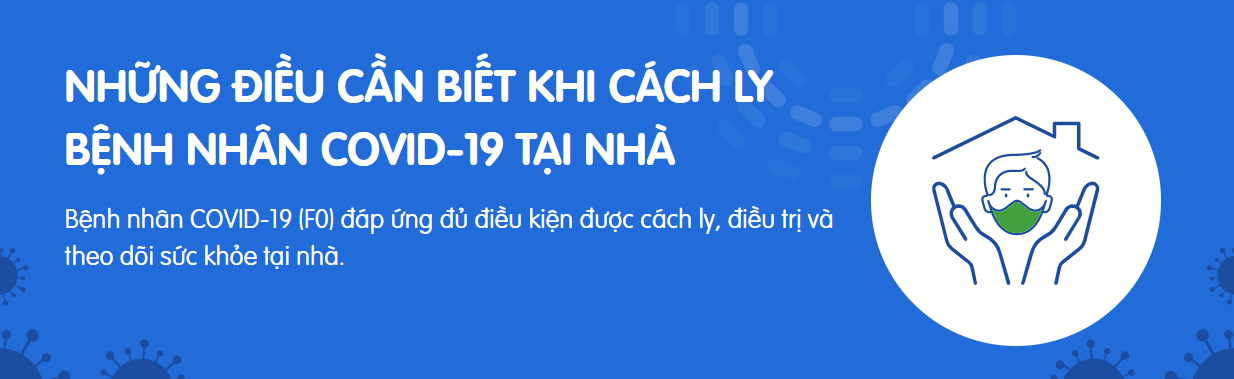 NHỮNG ĐIỀU CẦN BIẾT KHI CÁCH LY
BỆNH NHÂN COVID-19 TẠI NHÀ
Bệnh nhân COVID-19 (F0) đáp ứng đủ điều kiện được cách ly, điều trị và
theo dõi sức khỏe tại nhà.